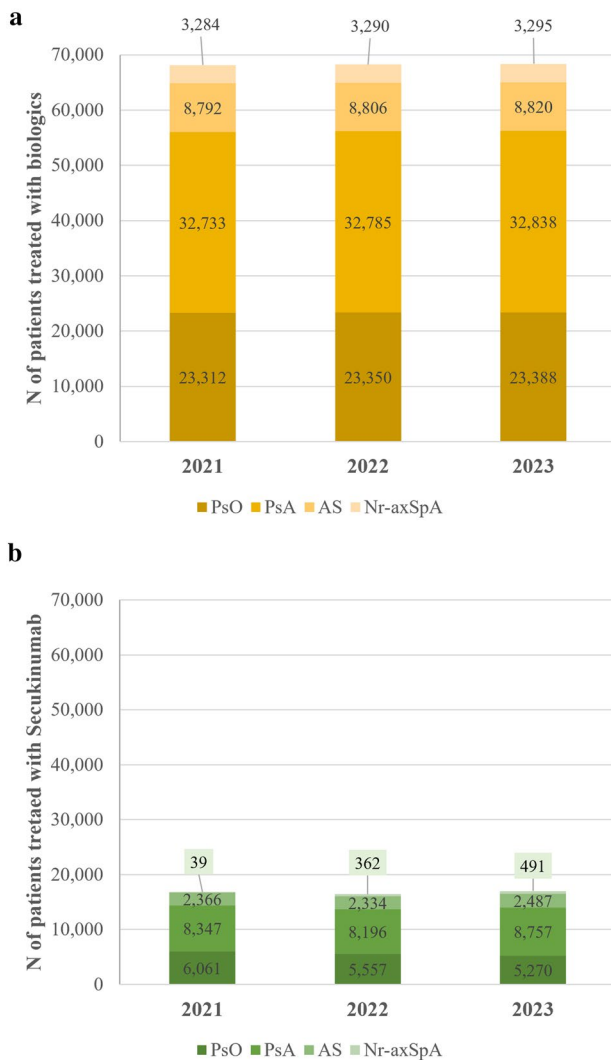 a
3,284 3,290 3,295
70,000
60,000
50,000
40,000
30,000
20,000
10,000
0
N of patients treated with biologics
8,792 8,806 8,820
32,733 32,785 32,838
23,312 23,350 23,388
2021 2022 2023
PsO PsA AS Nr-axSpA
b
70,000
60,000
50,000
40,000
30,000
20,000
10,000
0
N of patients tretaed with Secukinumab
39 362 491
2,366 2,334 2,487
8,347 8,196 8,757
6,061 5,557 5,270
2021 2022 2023
PsO PsA AS Nr-axSpA